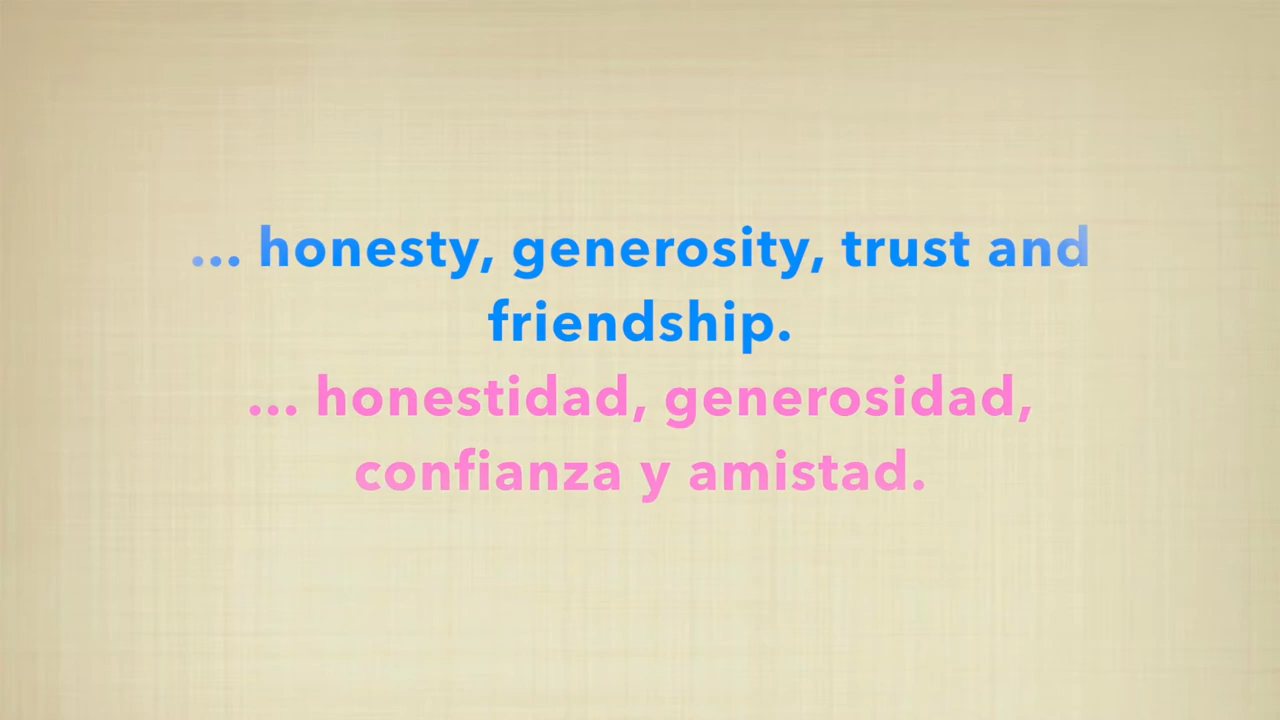 ... honesty, generosity, trust and
friendship.
... honestidad, generosidad,
confianza y amistad.